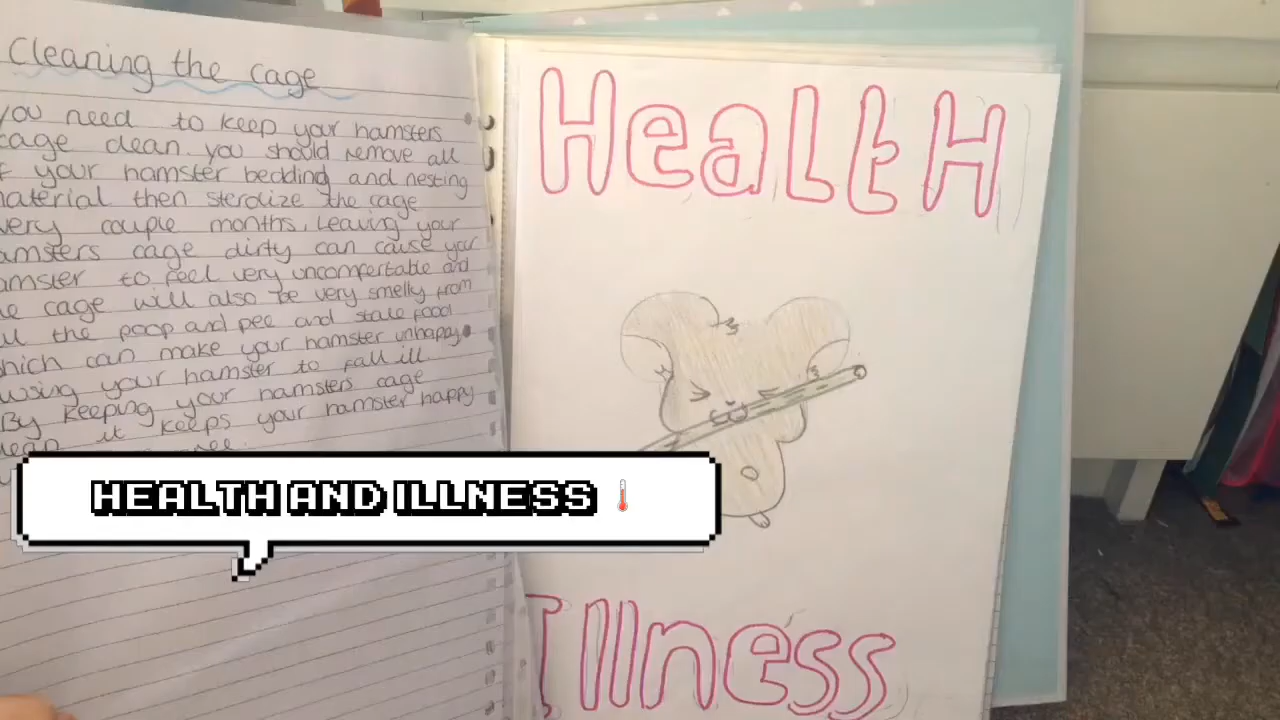 Cleaning the cage
you need to keep your hamsters
cage clean you should remove all
f your hamster bedding and nesting
material then sterolize the cage
very couple months. Leaving your
amsters cage dirty can cause your
amster to feel very uncomfertable and
he cage will also be very smelly from
ll the poop and pee and stale food
which can make your hamster unhappy
ausing your hamster to fall ill
By keeping your hamsters cage
lean it keeps your hamster happy
HealtH
HEALTH AND ILLNESS 🌡️
Illness